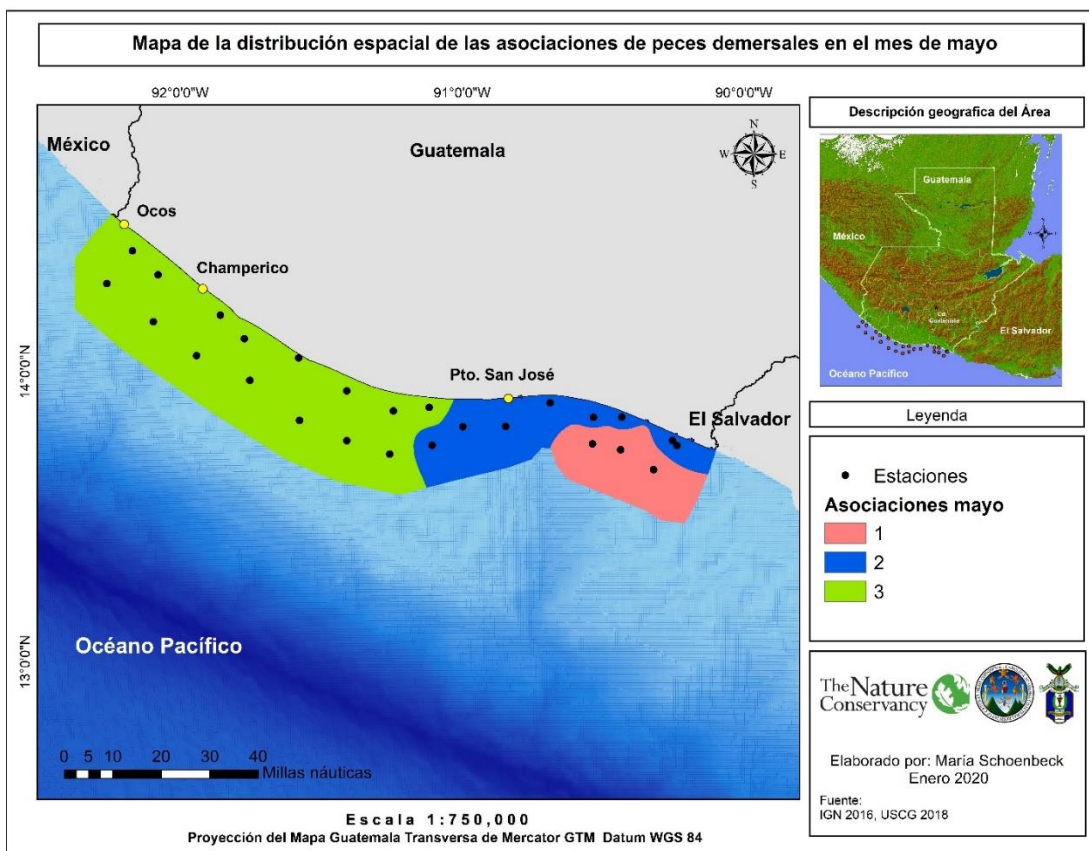 Mapa de la distribución espacial de las asociaciones de peces demersales en el mes de mayo
92°0'0"W
91°0'0"W
90°0'0"W
14°0'0"N
13°0'0"N
México
Guatemala
N
W
E
S
Ocos
Champerico
Pto. San José
El Salvador
Océano Pacífico
0 5 10 20 30 40
Millas náuticas
Escala 1:750,000
Proyección del Mapa Guatemala Transversa de Mercator GTM Datum WGS 84
Descripción geografica del Área
Guatemala
México
Guatemala
El Salvador
Océano Pacífico
Leyenda
Estaciones
Asociaciones mayo
1
2
3
The Nature
Conservancy
Elaborado por: María Schoenbeck
Enero 2020
Fuente:
IGN 2016, USCG 2018